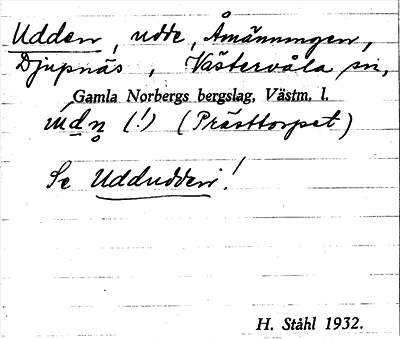 Udden, udde, Åmänningen,
Djupnäs, Västervåla sn,
Gamla Norbergs bergslag, Västm. l.
(!) (Prästtorpet)
Se Uddudden!
H. Ståhl 1932.